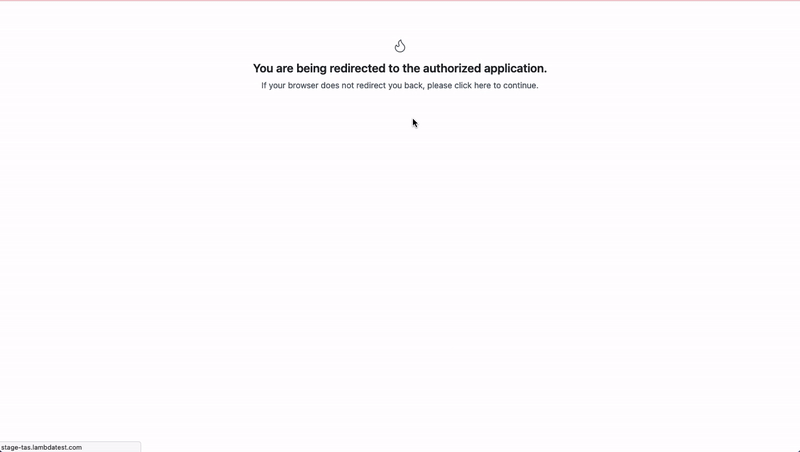 You are being redirected to the authorized application.
If your browser does not redirect you back, please click here to continue.
stage-tas.lambdatest.com